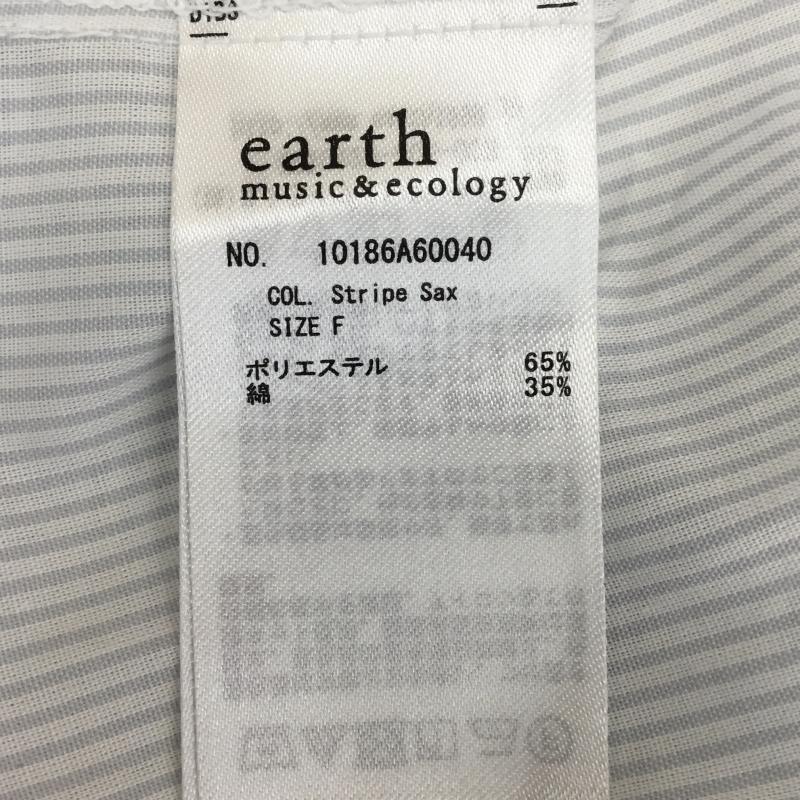 earth
music & ecology
NO. 10186A60040
COL. Stripe Sax
SIZE F
ポリエステル 65%
綿 35%